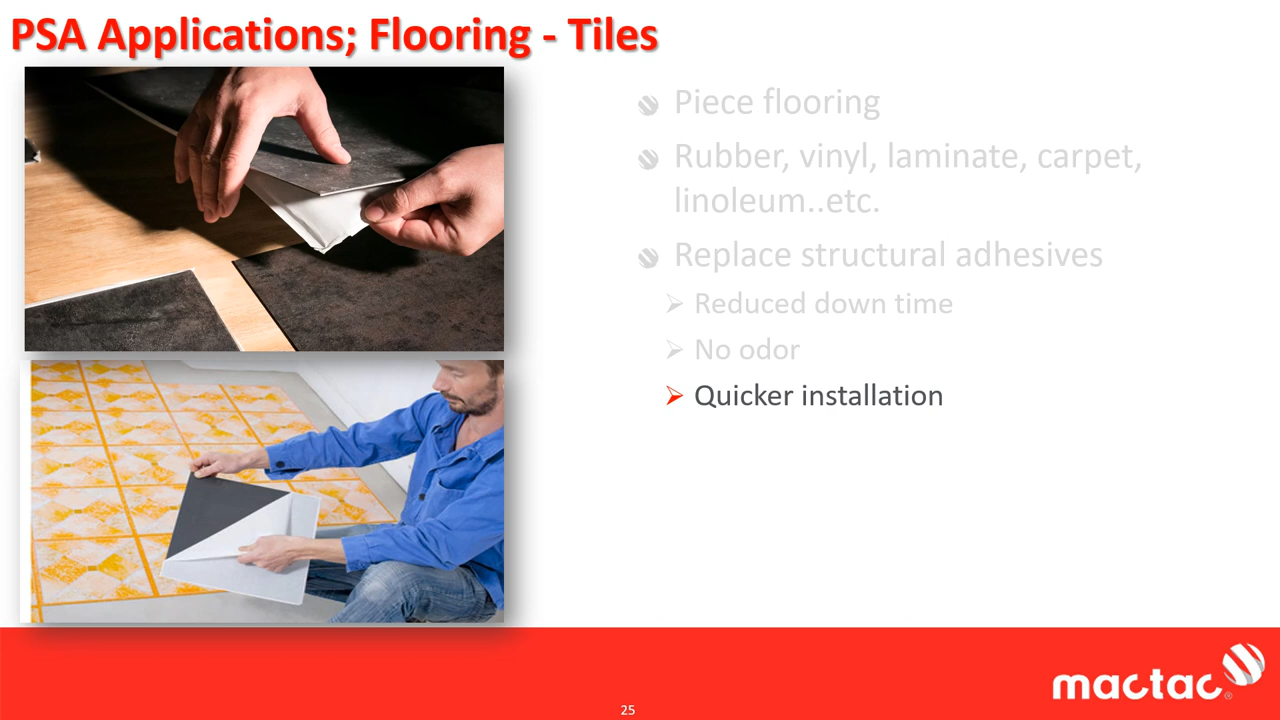 PSA Applications; Flooring - Tiles
Piece flooring
Rubber, vinyl, laminate, carpet,
linoleum..etc.
Replace structural adhesives
Reduced down time
No odor
Quicker installation
mactac®
25